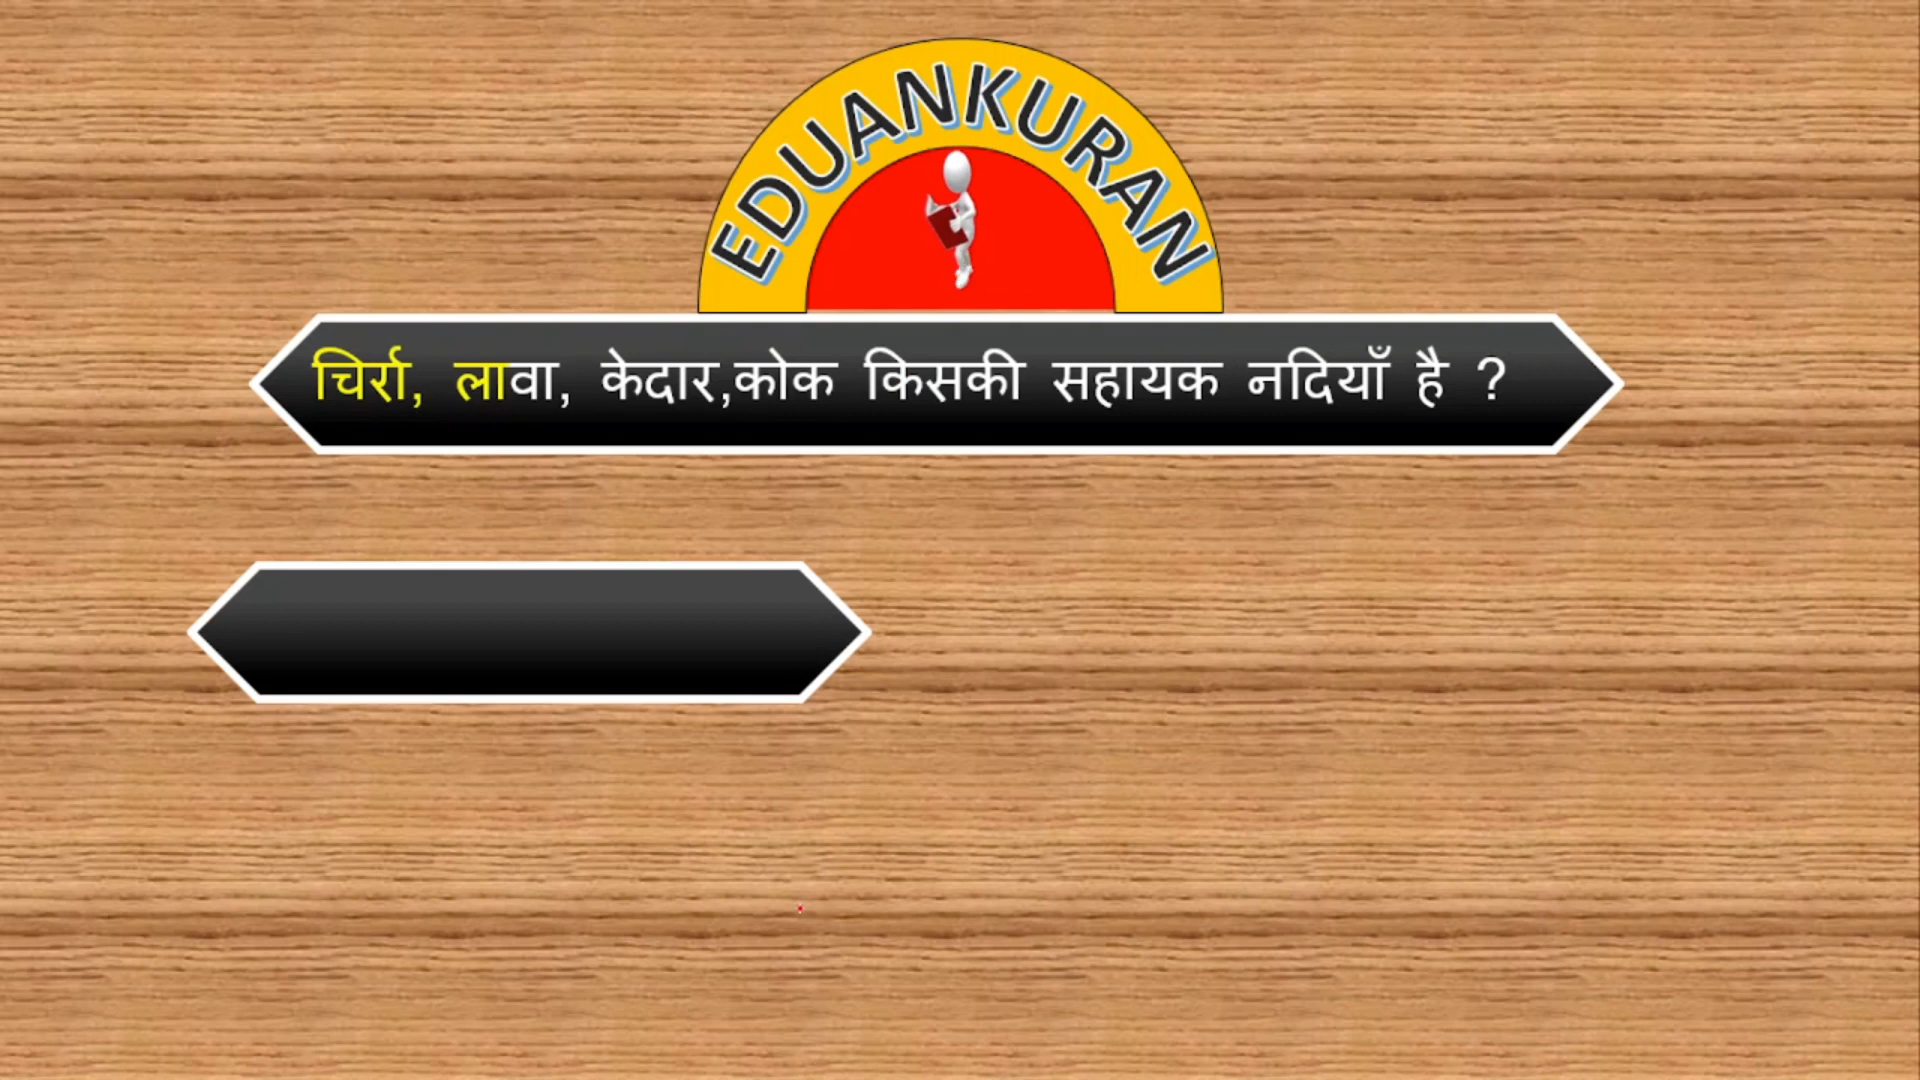 EDUANKURAN
चिर्रा, लावा, केदार,कोक किसकी सहायक नदियाँ है ?